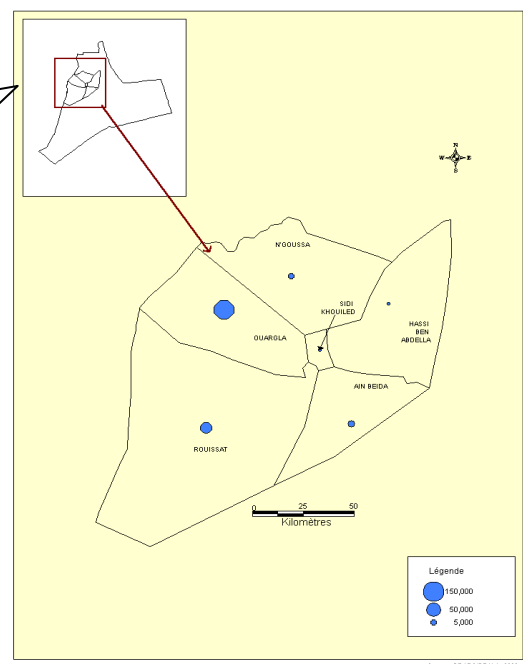 N
W E
S
N'GOUSSA
SIDI
KHOUILED
HASSI
BEN
ABDELLA
OUARGLA
AIN BEIDA
ROUISSAT
0 25 50
Kilomètres
Légende
150,000
50,000
5,000